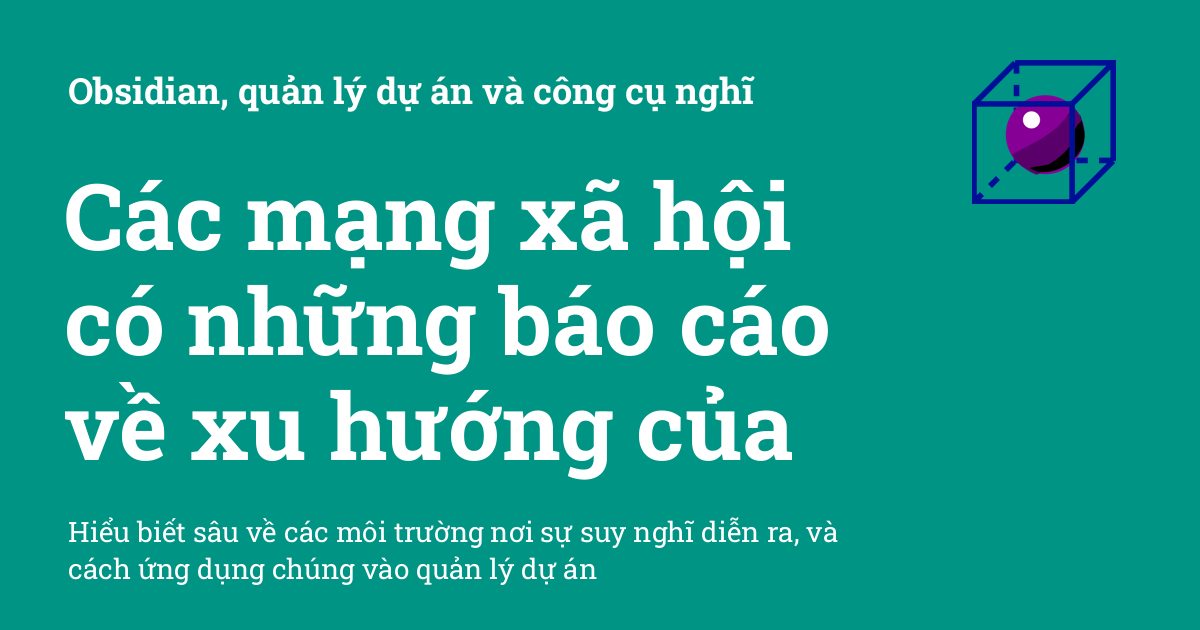 Obsidian, quản lý dự án và công cụ nghĩ
Các mạng xã hội
có những báo cáo
về xu hướng của
Hiểu biết sâu về các môi trường nơi sự suy nghĩ diễn ra, và
cách ứng dụng chúng vào quản lý dự án